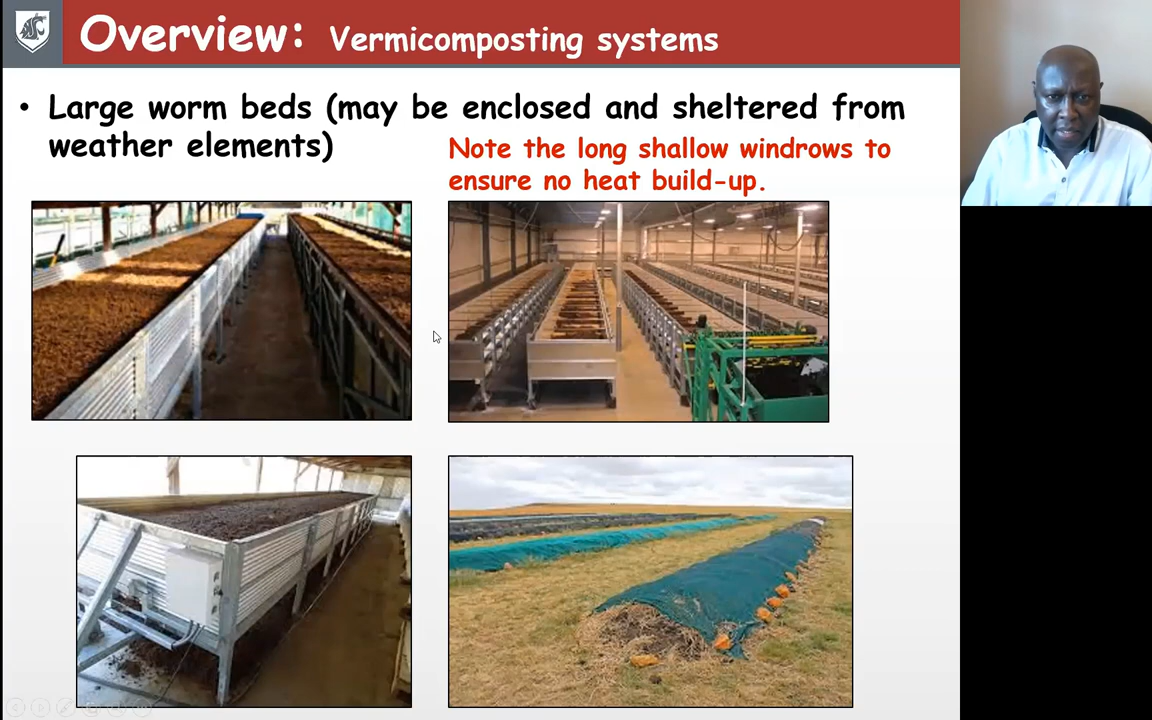 Overview: Vermicomposting systems
• Large worm beds (may be enclosed and sheltered from
weather elements)
Note the long shallow windrows to
ensure no heat build-up.